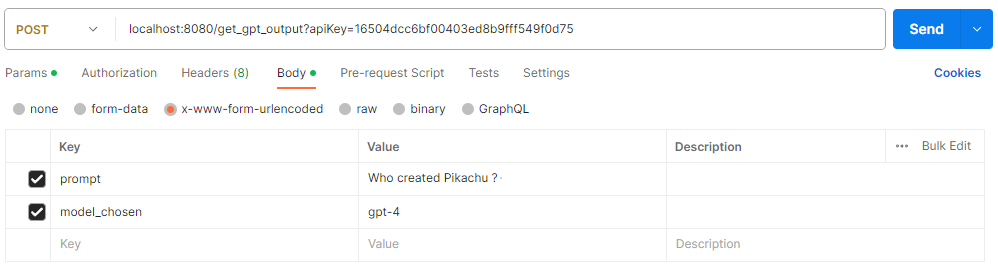 POST localhost:8080/get_gpt_output?apiKey=16504dcc6bf00403ed8b9fff549f0d75 Send
Params Authorization Headers (8) Body Pre-request Script Tests Settings Cookies
none form-data x-www-form-urlencoded raw binary GraphQL
Key Value Description ••• Bulk Edit
prompt Who created Pikachu ?
model_chosen gpt-4
Key Value Description